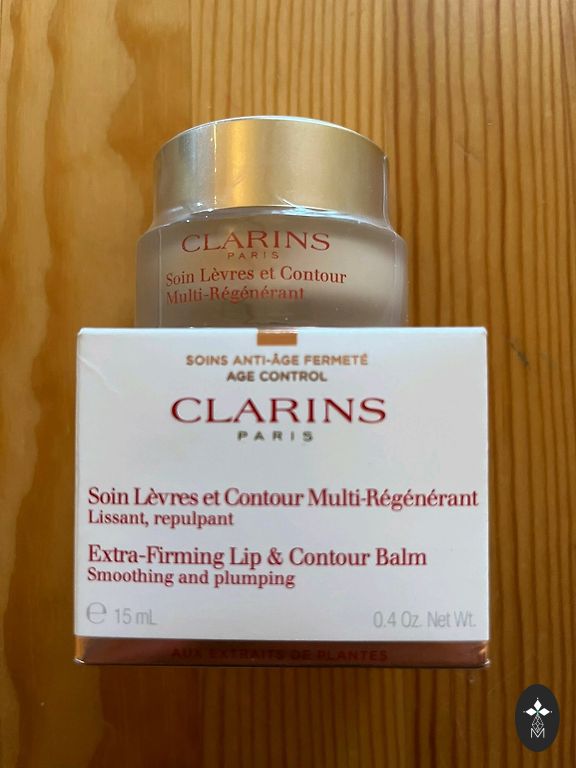 CLARINS
PARIS
Soin Lèvres et Contour
Multi-Régénérant
SOINS ANTI-ÂGE FERMETÉ
AGE CONTROL
CLARINS
PARIS
Soin Lèvres et Contour Multi-Régénérant
Lissant, repulpant
Extra-Firming Lip & Contour Balm
Smoothing and plumping
℮ 15 mL 0.4 Oz. Net Wt.
AUX EXTRAITS DE PLANTES
M